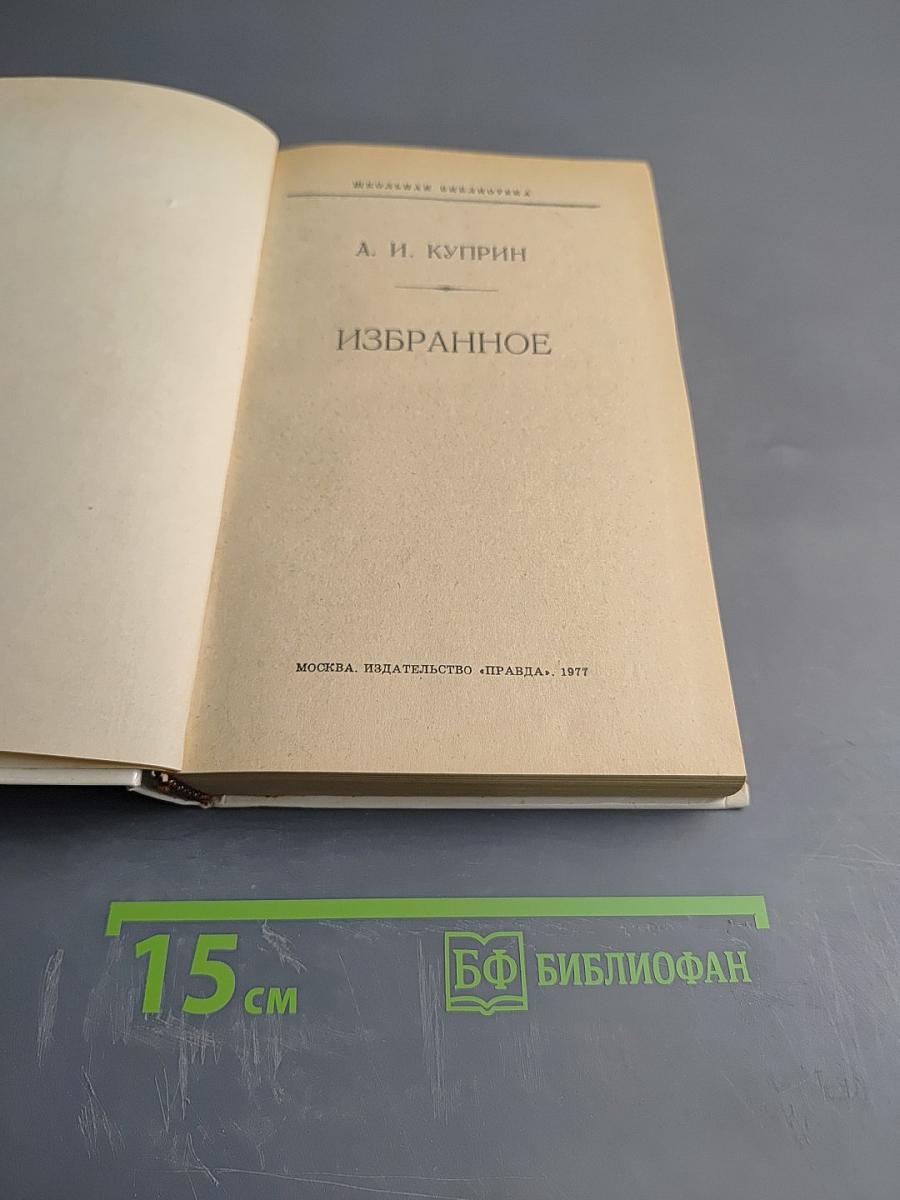 ШКОЛЬНАЯ БИБЛИОТЕКА
А. И. КУПРИН
ИЗБРАННОЕ
МОСКВА. ИЗДАТЕЛЬСТВО «ПРАВДА». 1977
15 СМ
БФ БИБЛИОФАН